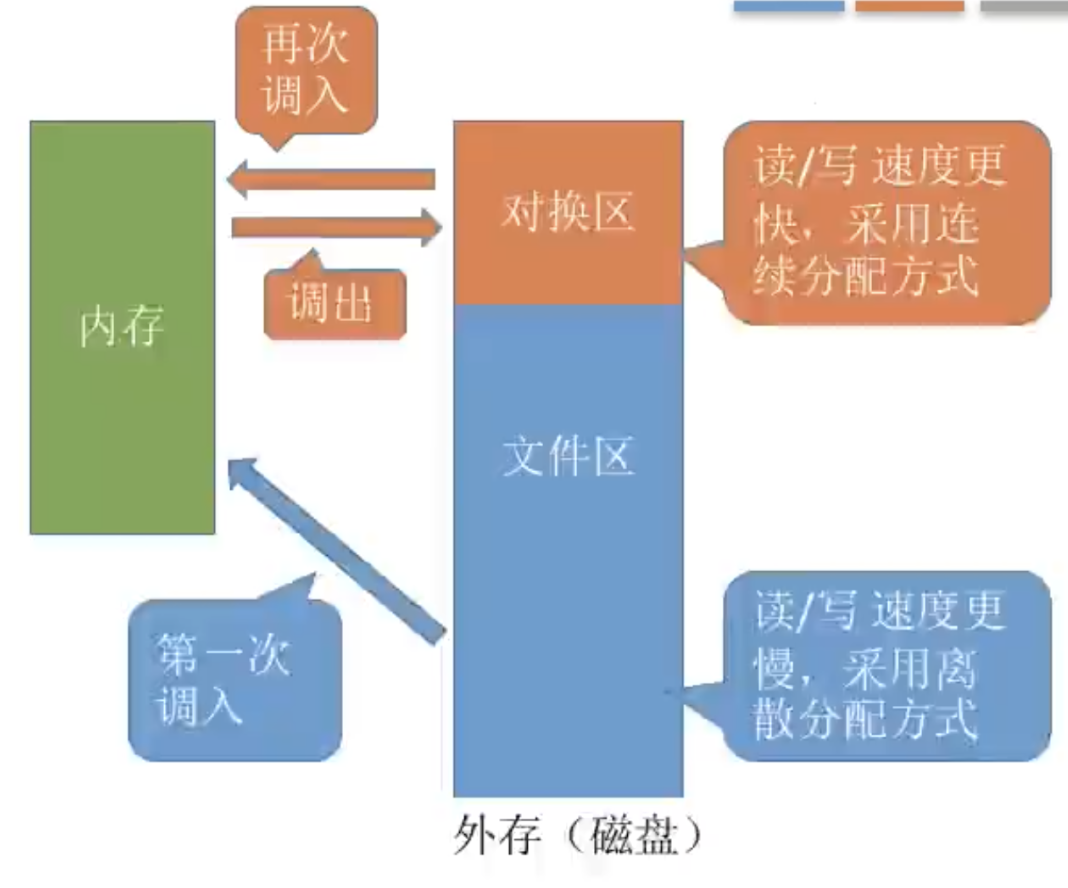 再次
调入
读/写 速度更
快，采用连
续分配方式
对换区
调出
内存
文件区
第一次
调入
读/写 速度更
慢，采用离
散分配方式
外存（磁盘）